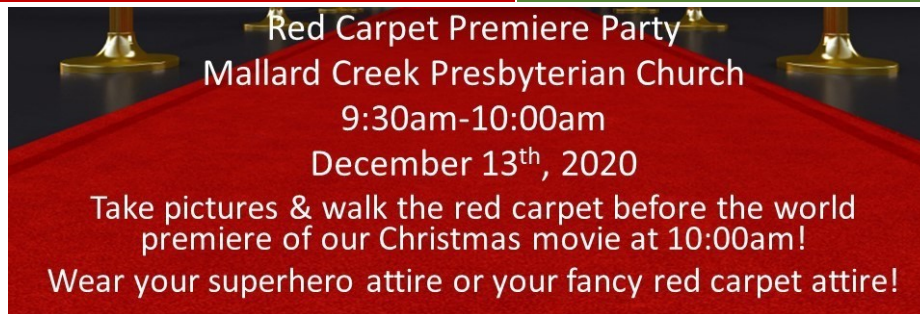 Red Carpet Premiere Party
Mallard Creek Presbyterian Church
9:30am-10:00am
December 13th, 2020
Take pictures & walk the red carpet before the world
premiere of our Christmas movie at 10:00am!
Wear your superhero attire or your fancy red carpet attire!